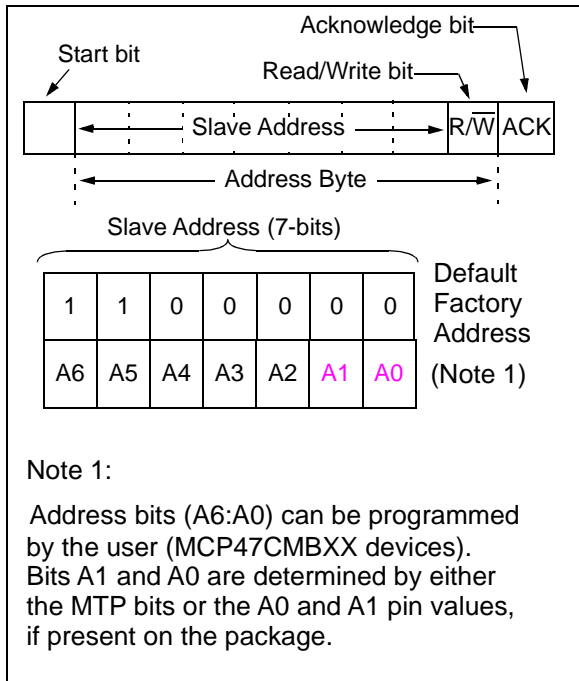 Acknowledge bit
Start bit
Read/Write bit
Slave Address
R/W̅ ACK
Address Byte
Slave Address (7-bits)
1 1 0 0 0 0 0
Default
Factory
Address
A6 A5 A4 A3 A2 A1 A0
(Note 1)
Note 1:
Address bits (A6:A0) can be programmed
by the user (MCP47CMBXX devices).
Bits A1 and A0 are determined by either
the MTP bits or the A0 and A1 pin values,
if present on the package.